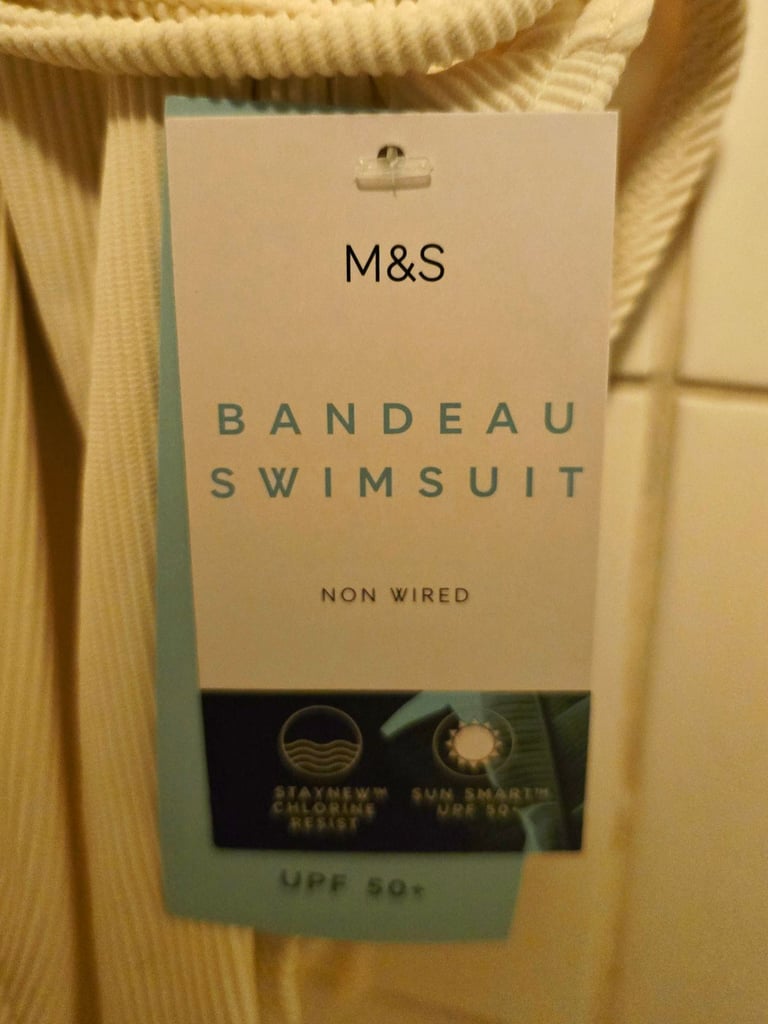 M&S
BANDEAU
SWIMSUIT
NON WIRED
STAYNEW™
CHLORINE
RESIST
SUN SMART™
UPF 50+
UPF 50+